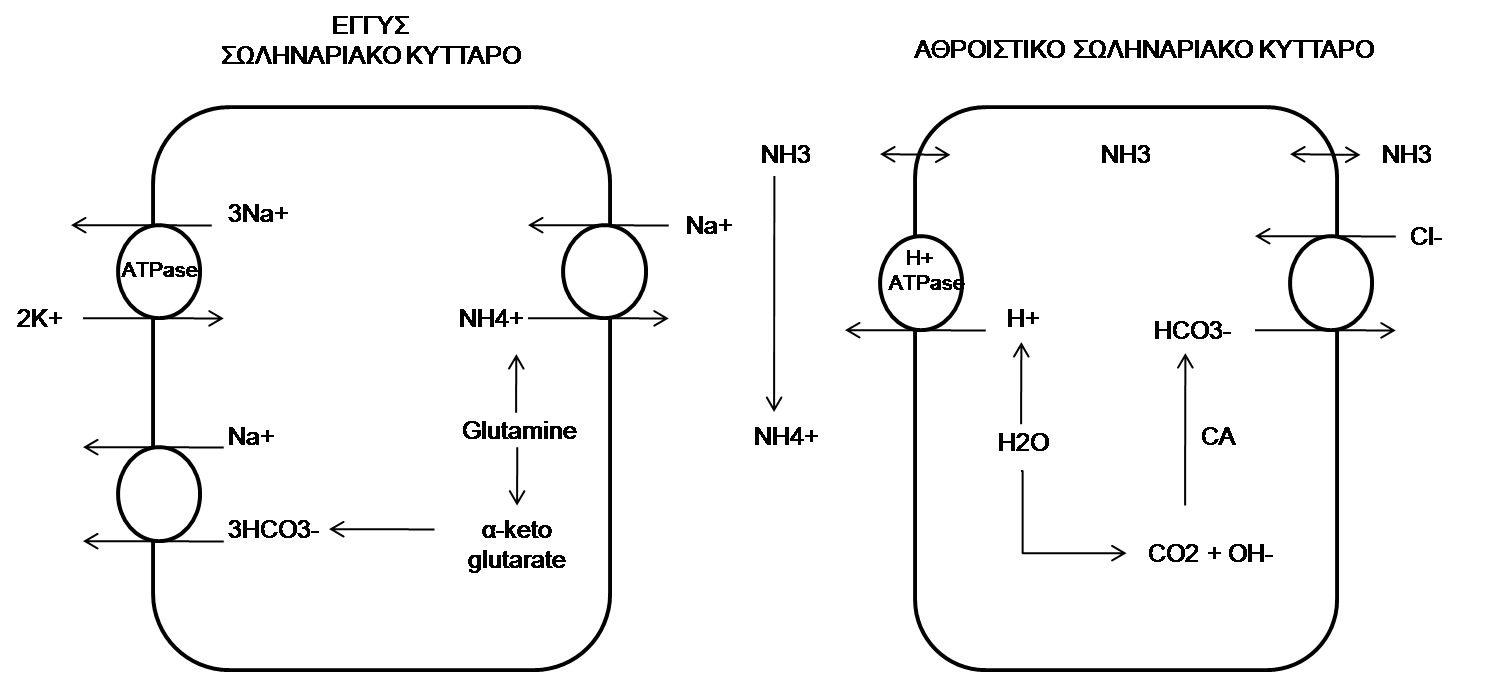 ΕΓΓΥΣ
ΣΩΛΗΝΑΡΙΑΚΟ ΚΥΤΤΑΡΟ
3Na+
ATPase
2K+
Na+
NH4+
Na+
Glutamine
3HCO3-
α-keto
glutarate
ΑΘΡΟΙΣΤΙΚΟ ΣΩΛΗΝΑΡΙΑΚΟ ΚΥΤΤΑΡΟ
NH3
NH3
NH3
Cl-
H+
ATPase
H+
HCO3-
NH4+
H2O
CA
CO2 + OH-